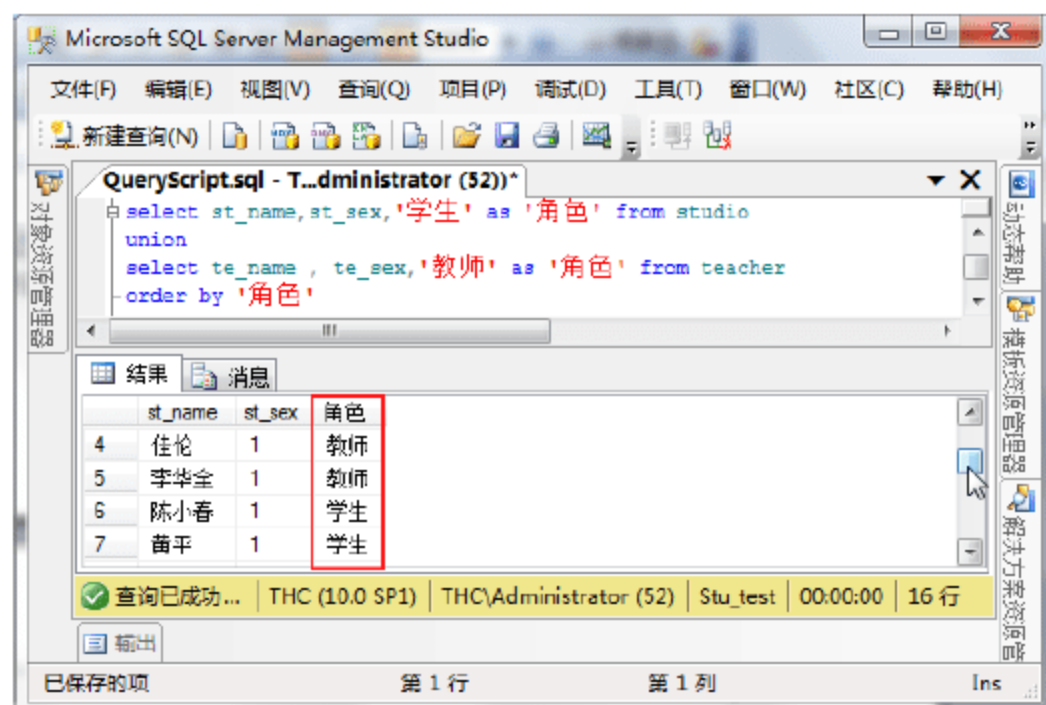 Microsoft SQL Server Management Studio
文件(F) 编辑(E) 视图(V) 查询(Q) 项目(P) 调试(D) 工具(T) 窗口(W) 社区(C) 帮助(H)
新建查询(N)
QueryScript.sql - T...dministrator (52))*
对象资源管理器
select st_name,st_sex,'学生' as '角色' from studio
union
select te_name , te_sex,'教师' as '角色' from teacher
order by '角色'
动态帮助
模板资源管理器
解决方案资源管
结果 消息
st_name st_sex 角色
4 佳伦 1 教师
5 李华全 1 教师
6 陈小春 1 学生
7 黄平 1 学生
查询已成功... THC (10.0 SP1) THC\Administrator (52) Stu_test 00:00:00 16 行
输出
已保存的项 第 1 行 第 1 列 Ins